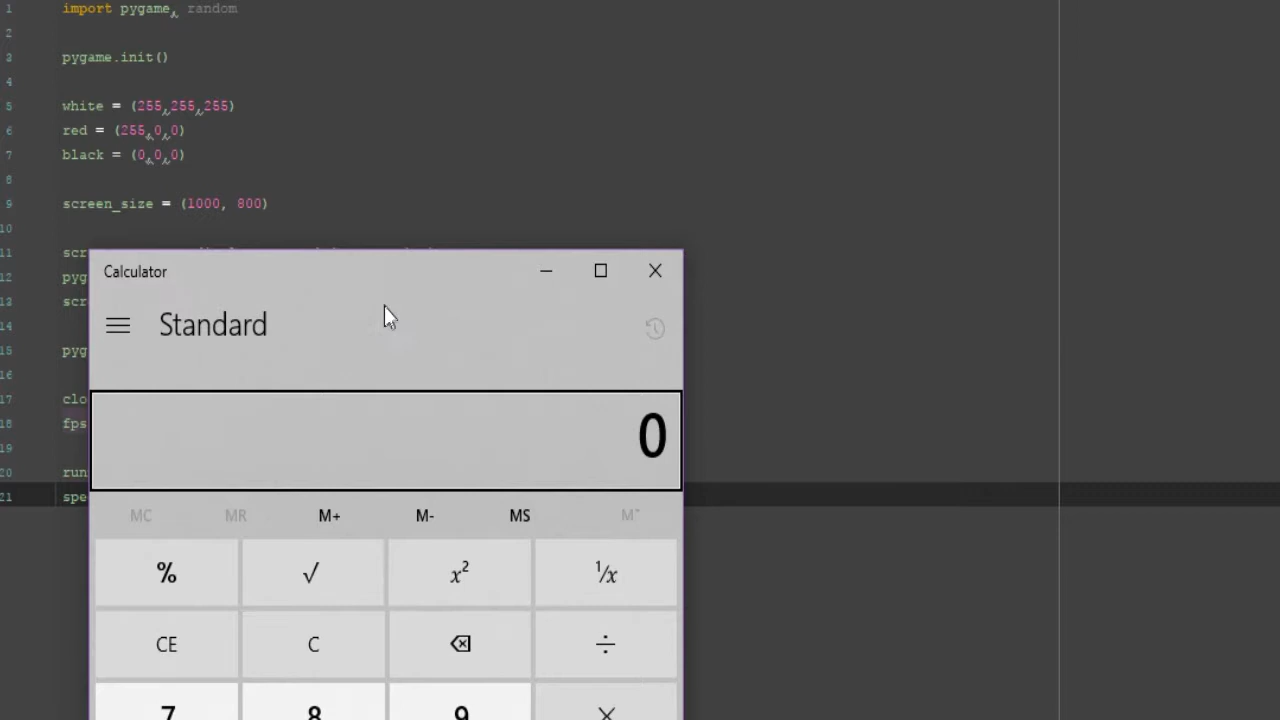 1 import pygame, random
2
3 pygame.init()
4
5 white = (255,255,255)
6 red = (255,0,0)
7 black = (0,0,0)
8
9 screen_size = (1000, 800)
10
11 scr
12 pyg
13 scr
14
15 pyg
16
17 clo
18 fps
19
20 run
21 spe
Calculator
Standard
0
MC MR M+ M- MS M˅
% √ x² ¹/x
CE C ⌫ ÷
7 8 9 ×